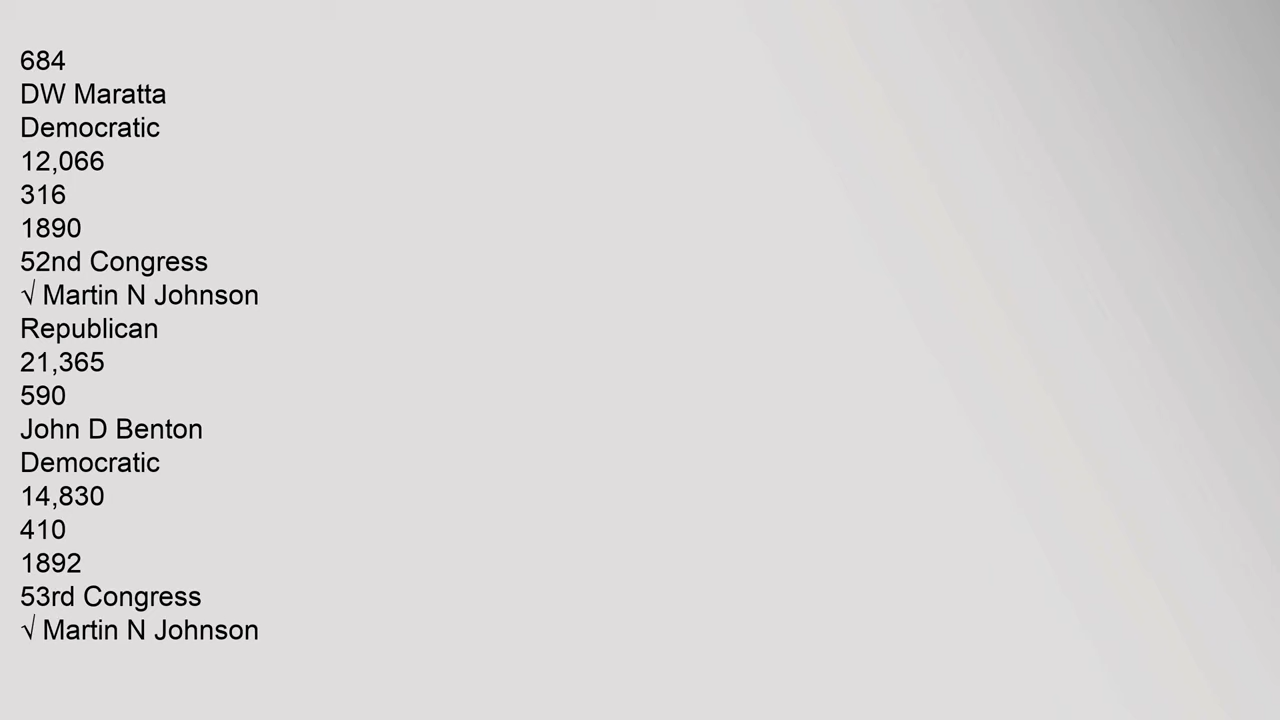 684
DW Maratta
Democratic
12,066
316
1890
52nd Congress
√ Martin N Johnson
Republican
21,365
590
John D Benton
Democratic
14,830
410
1892
53rd Congress
√ Martin N Johnson